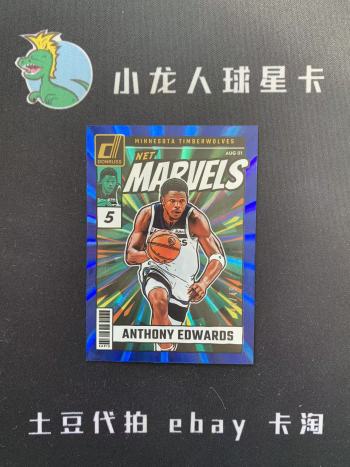 小龙人球星卡
DONRUSS
MINNESOTA TIMBERWOLVES
AUG 01
NET
MARVELS
5
ANTHONY EDWARDS
土豆代拍 ebay 卡淘